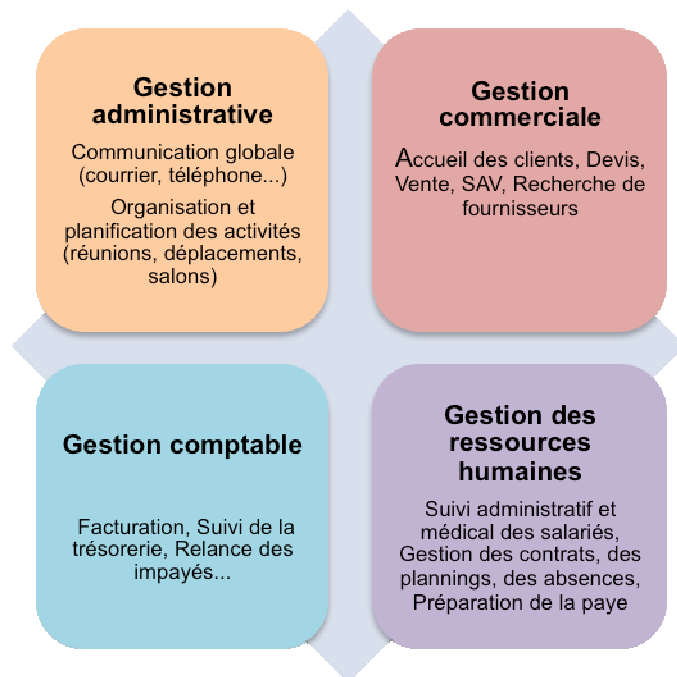 Gestion
administrative
Communication globale
(courrier, téléphone...)
Organisation et
planification des activités
(réunions, déplacements,
salons)
Gestion
commerciale
Accueil des clients, Devis,
Vente, SAV, Recherche de
fournisseurs
Gestion comptable
Facturation, Suivi de la
trésorerie, Relance des
impayés...
Gestion des
ressources
humaines
Suivi administratif et
médical des salariés,
Gestion des contrats, des
plannings, des absences,
Préparation de la paye